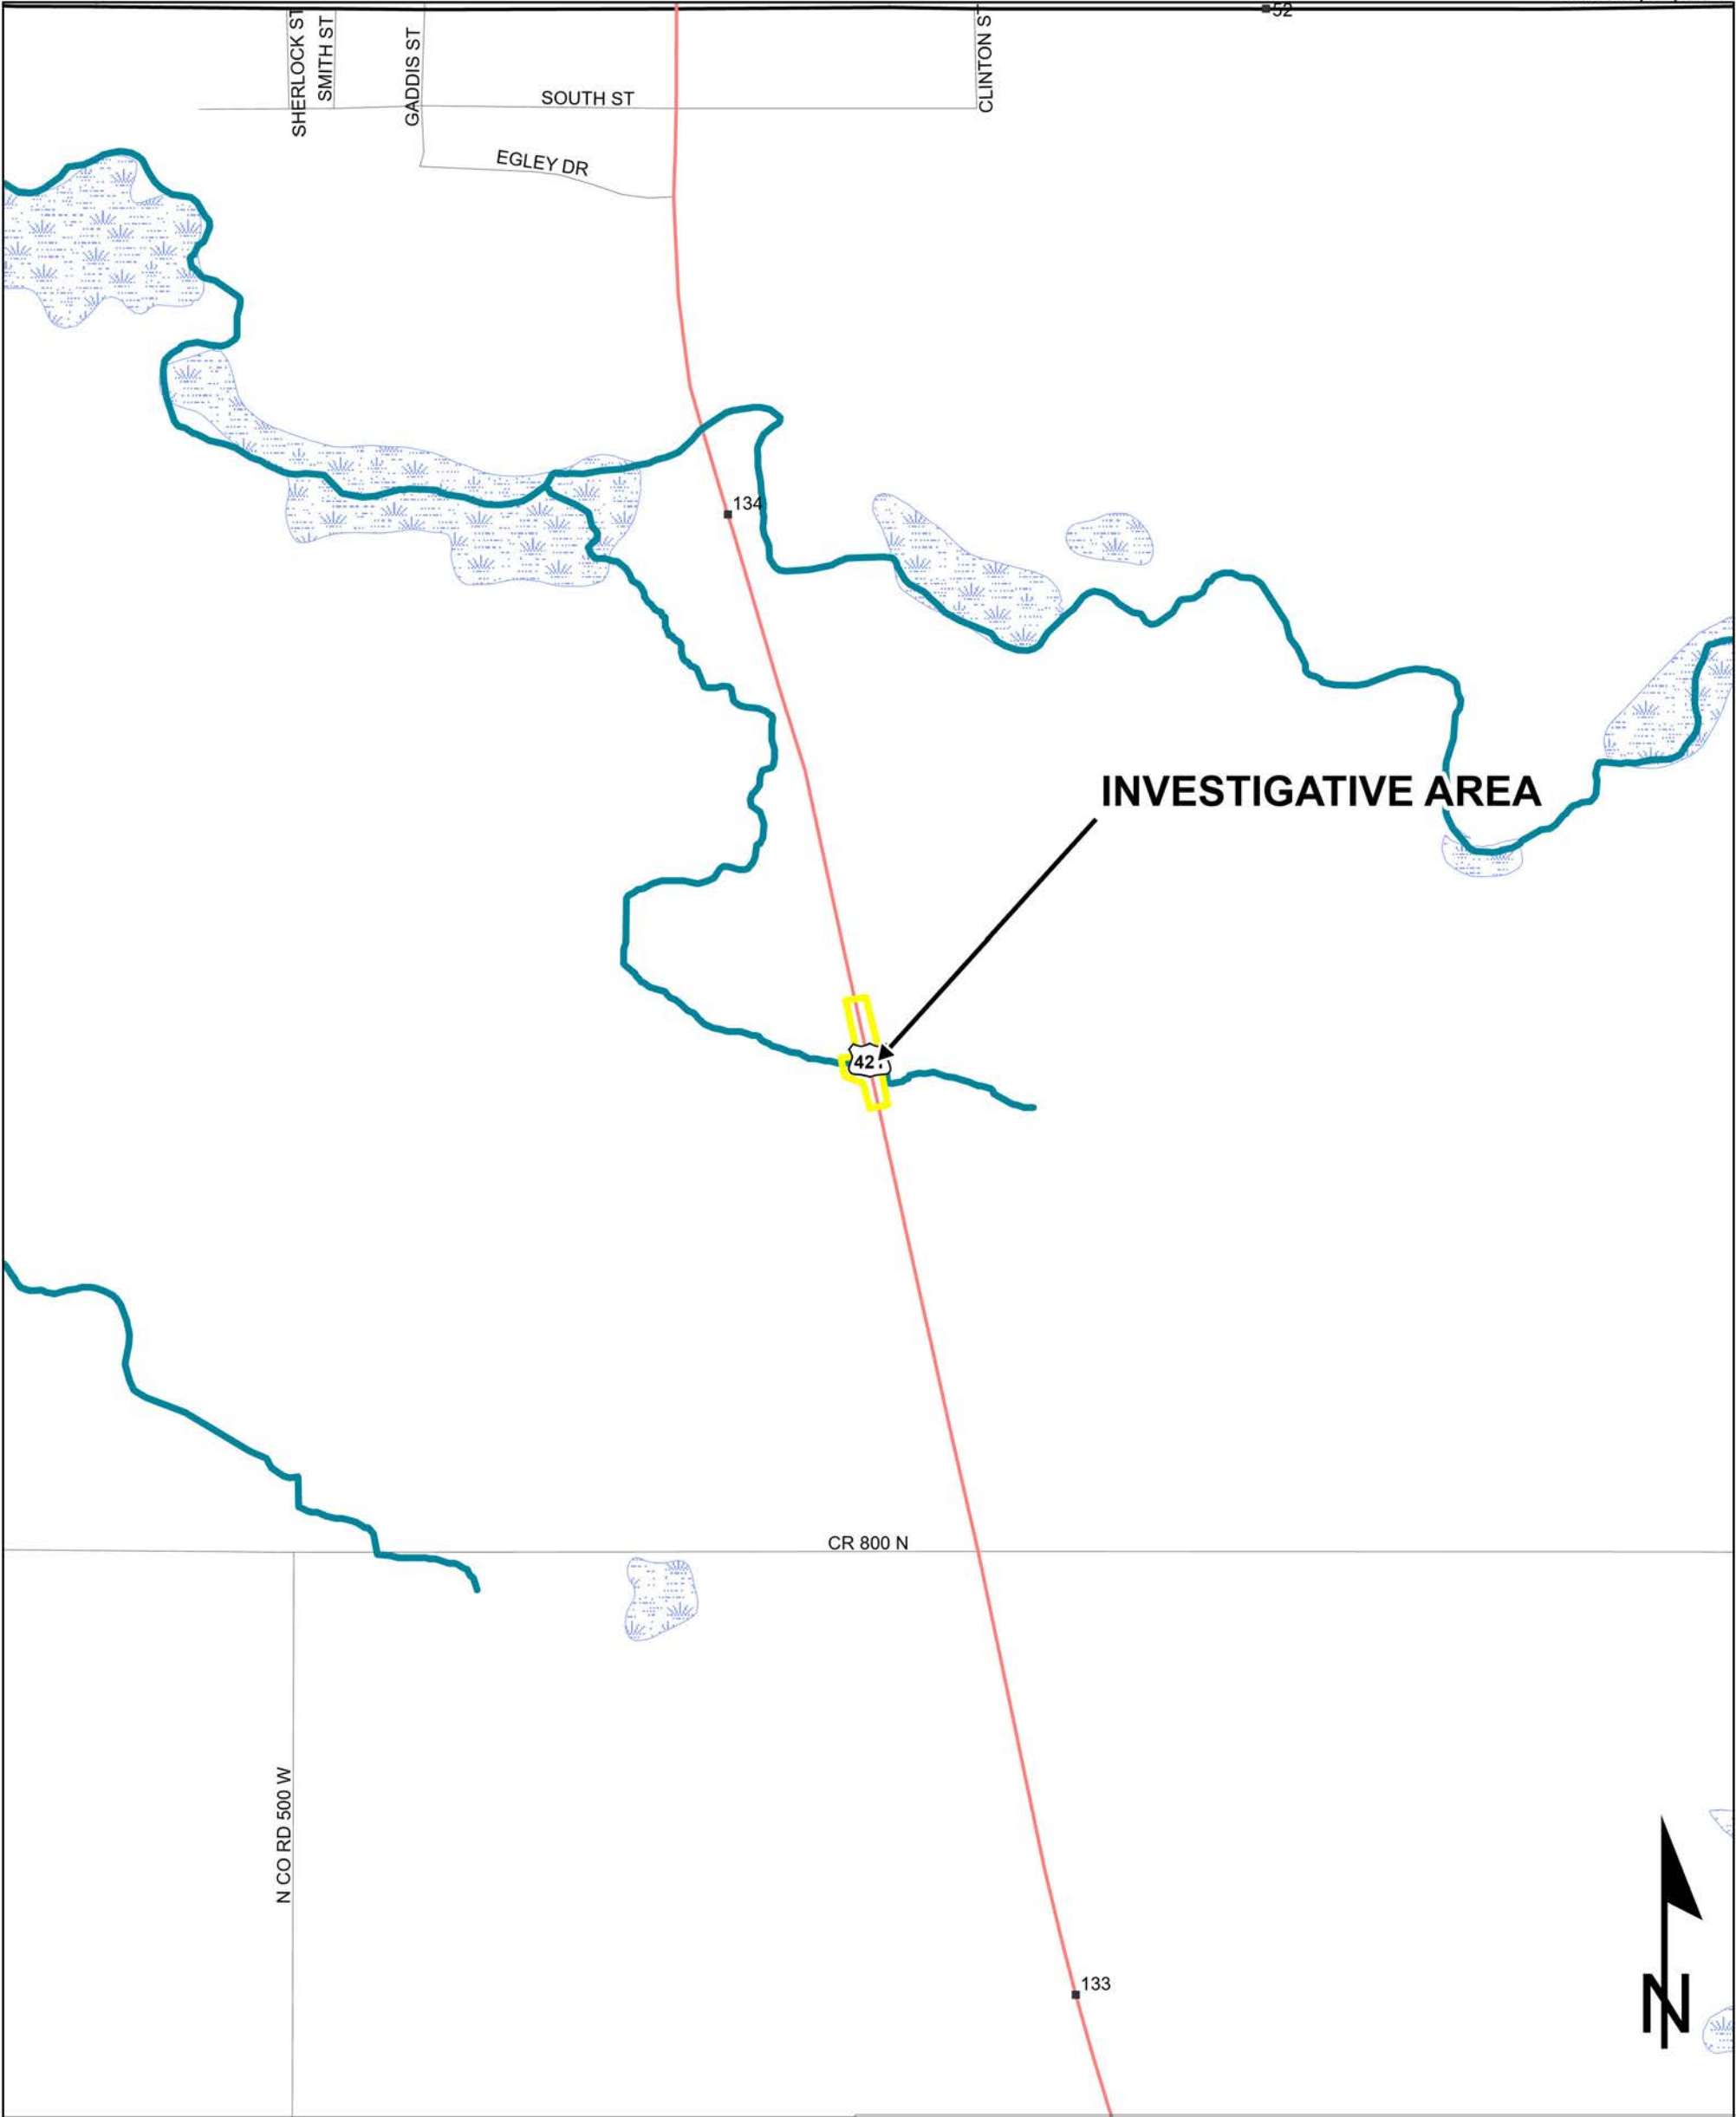 52
SHERLOCK ST
SMITH ST
GADDIS ST
CLINTON S
SOUTH ST
EGLEY DR
134
INVESTIGATIVE AREA
CR 800 N
N CO RD 500 W
133
N